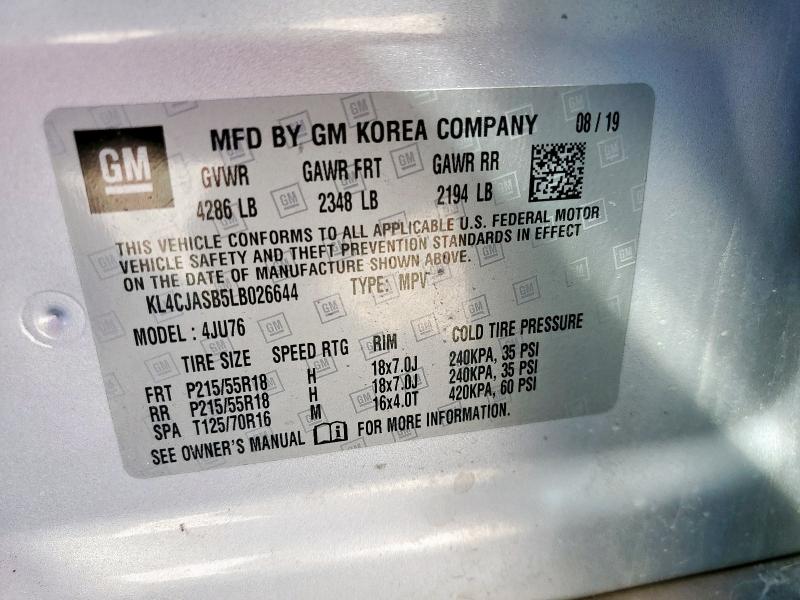 GM
MFD BY GM KOREA COMPANY 08 / 19
GVWR GAWR FRT GAWR RR
4286 LB 2348 LB 2194 LB
THIS VEHICLE CONFORMS TO ALL APPLICABLE U.S. FEDERAL MOTOR
VEHICLE SAFETY AND THEFT PREVENTION STANDARDS IN EFFECT
ON THE DATE OF MANUFACTURE SHOWN ABOVE.
KL4CJASB5LB026644 TYPE: MPV
MODEL : 4JU76
TIRE SIZE SPEED RTG RIM COLD TIRE PRESSURE
FRT P215/55R18 H 18x7.0J 240KPA, 35 PSI
RR P215/55R18 H 18x7.0J 240KPA, 35 PSI
SPA T125/70R16 M 16x4.0T 420KPA, 60 PSI
SEE OWNER'S MANUAL FOR MORE INFORMATION.